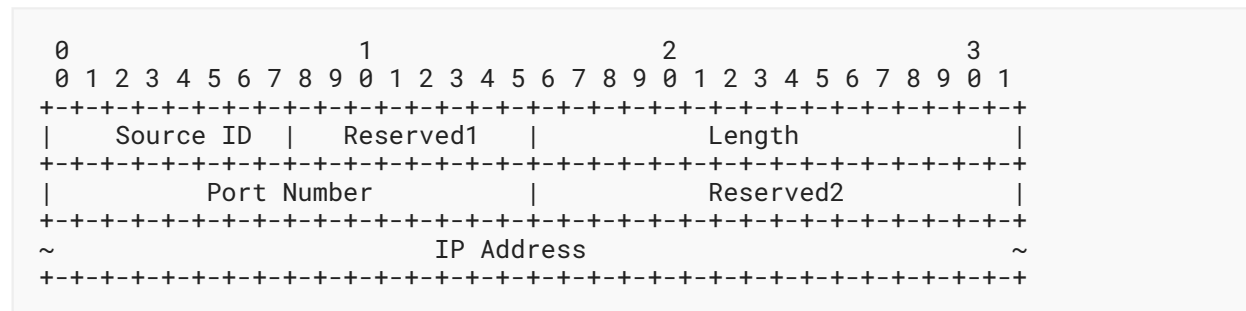 0                   1                   2                   3
 0 1 2 3 4 5 6 7 8 9 0 1 2 3 4 5 6 7 8 9 0 1 2 3 4 5 6 7 8 9 0 1
+-+-+-+-+-+-+-+-+-+-+-+-+-+-+-+-+-+-+-+-+-+-+-+-+-+-+-+-+-+-+-+-+
|    Source ID  |   Reserved1   |           Length              |
+-+-+-+-+-+-+-+-+-+-+-+-+-+-+-+-+-+-+-+-+-+-+-+-+-+-+-+-+-+-+-+-+
|          Port Number          |           Reserved2           |
+-+-+-+-+-+-+-+-+-+-+-+-+-+-+-+-+-+-+-+-+-+-+-+-+-+-+-+-+-+-+-+-+
~                         IP Address                            ~
+-+-+-+-+-+-+-+-+-+-+-+-+-+-+-+-+-+-+-+-+-+-+-+-+-+-+-+-+-+-+-+-+